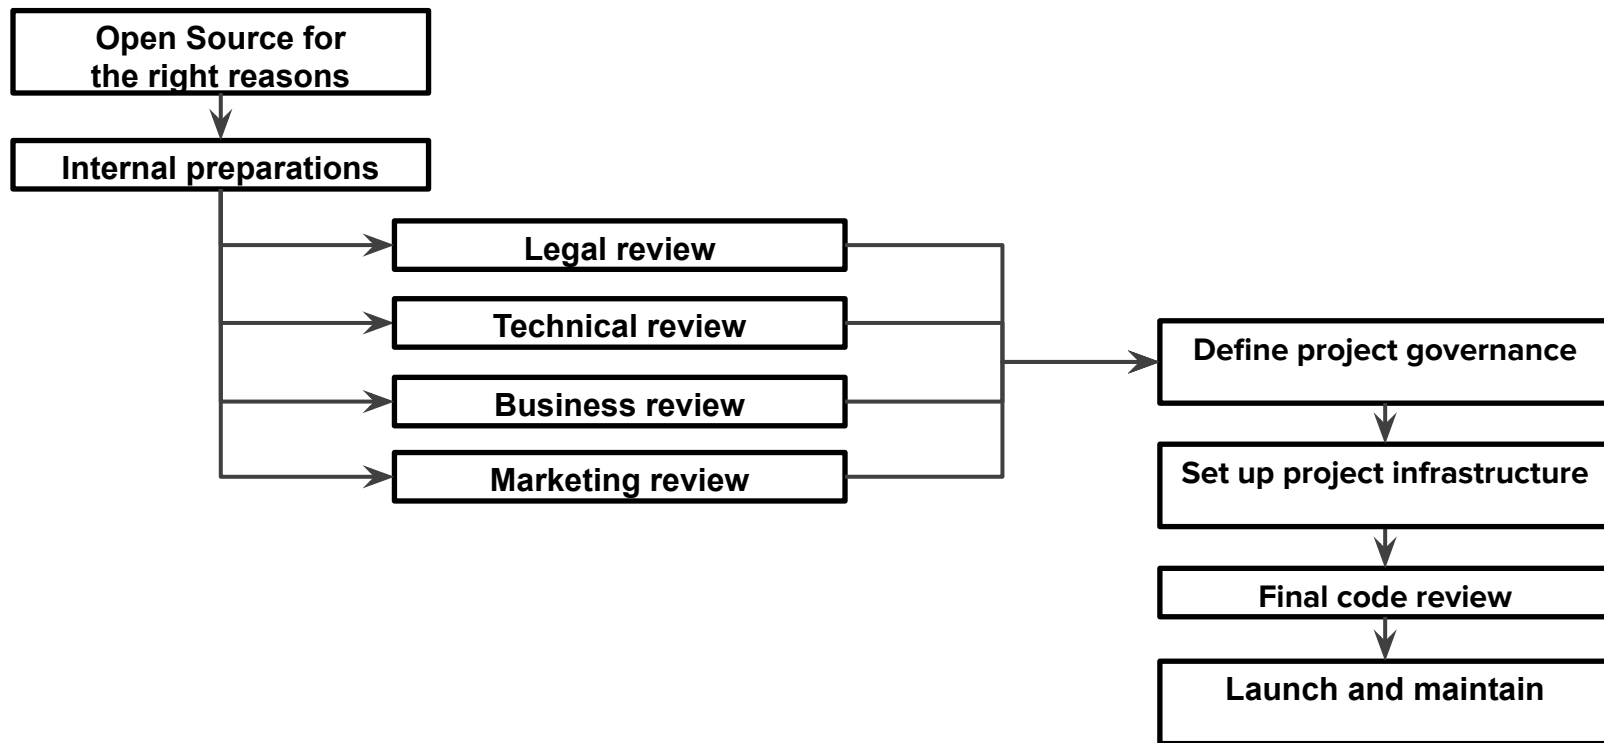 Open Source for
the right reasons
Internal preparations
Legal review
Technical review
Business review
Marketing review
Define project governance
Set up project infrastructure
Final code review
Launch and maintain